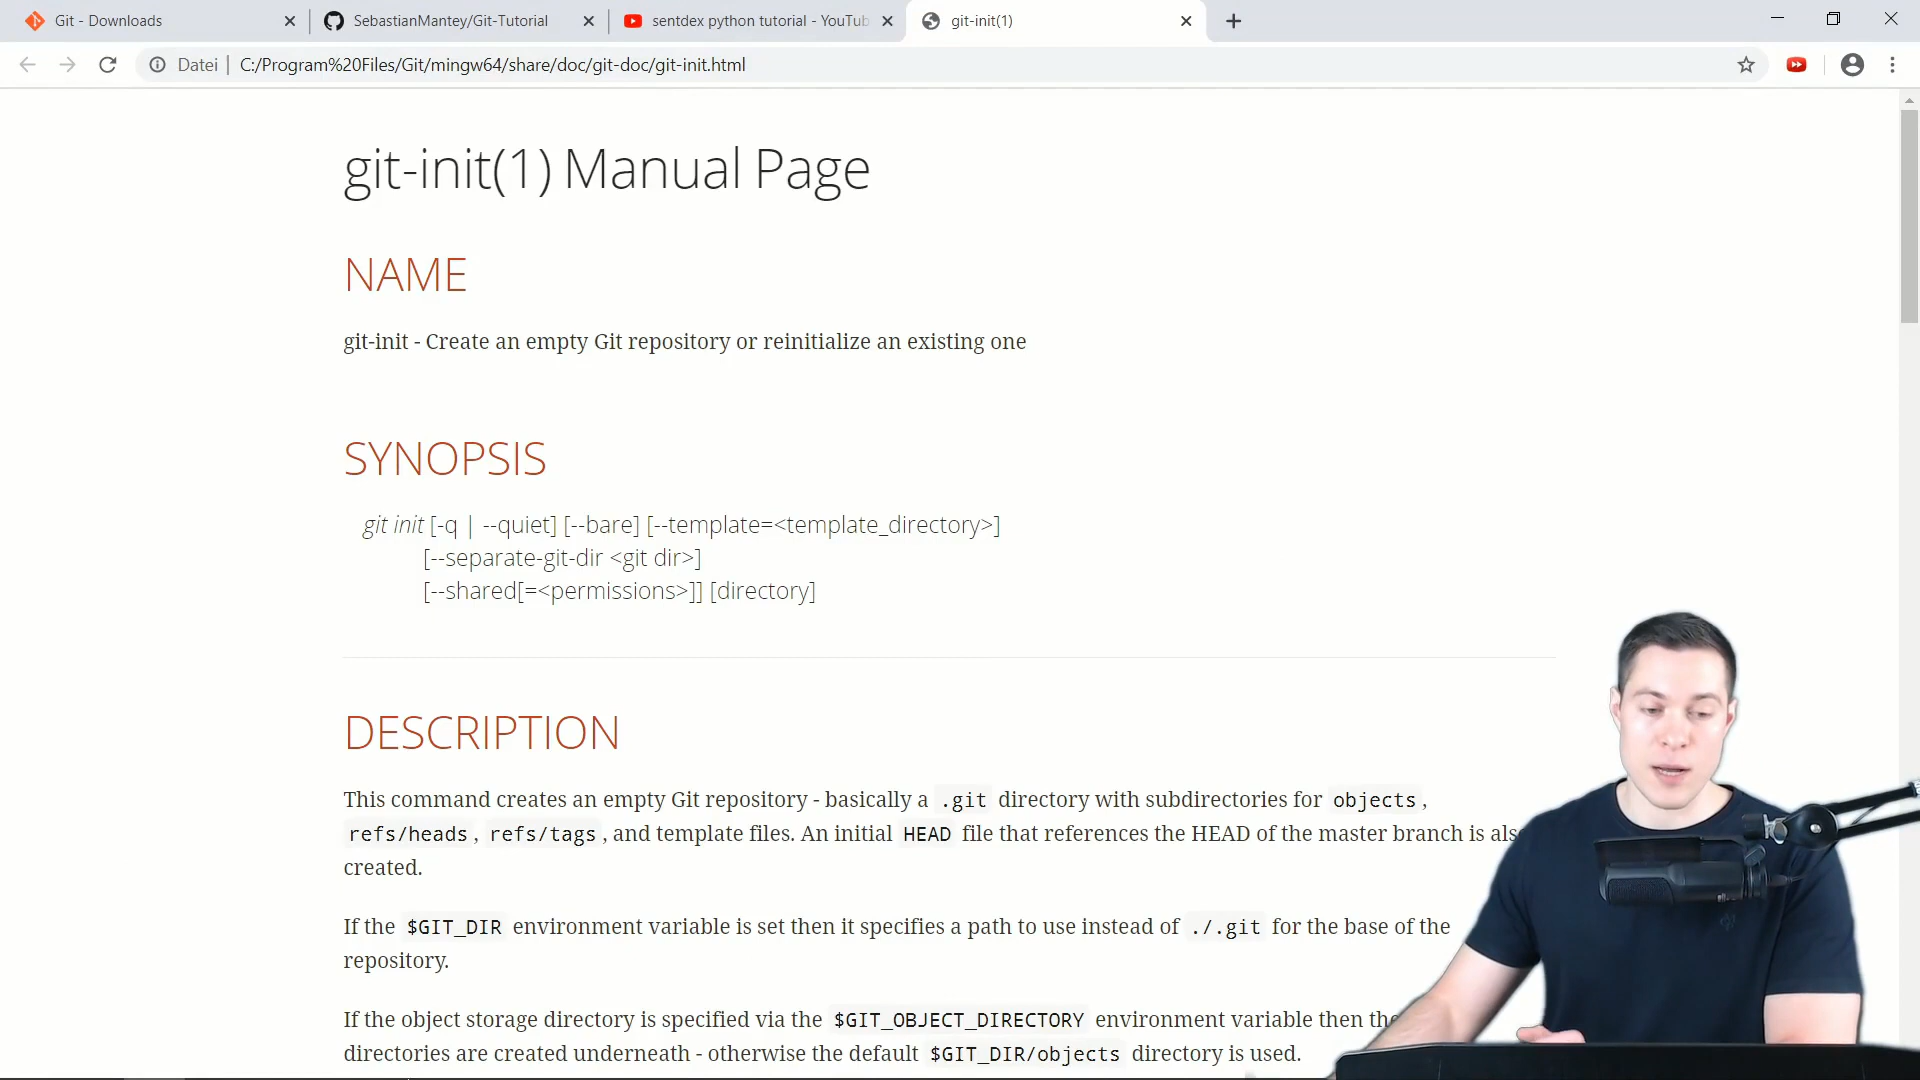 Git - Downloads
SebastianMantey/Git-Tutorial
sentdex python tutorial - YouTub
git-init(1)
Datei | C:/Program%20Files/Git/mingw64/share/doc/git-doc/git-init.html
git-init(1) Manual Page
NAME
git-init - Create an empty Git repository or reinitialize an existing one
SYNOPSIS
git init [-q | --quiet] [--bare] [--template=<template_directory>]
[--separate-git-dir <git dir>]
[--shared[=<permissions>]] [directory]
DESCRIPTION
This command creates an empty Git repository - basically a .git directory with subdirectories for objects,
refs/heads, refs/tags, and template files. An initial HEAD file that references the HEAD of the master branch is also
created.
If the $GIT_DIR environment variable is set then it specifies a path to use instead of ./.git for the base of the
repository.
If the object storage directory is specified via the $GIT_OBJECT_DIRECTORY environment variable then the
directories are created underneath - otherwise the default $GIT_DIR/objects directory is used.